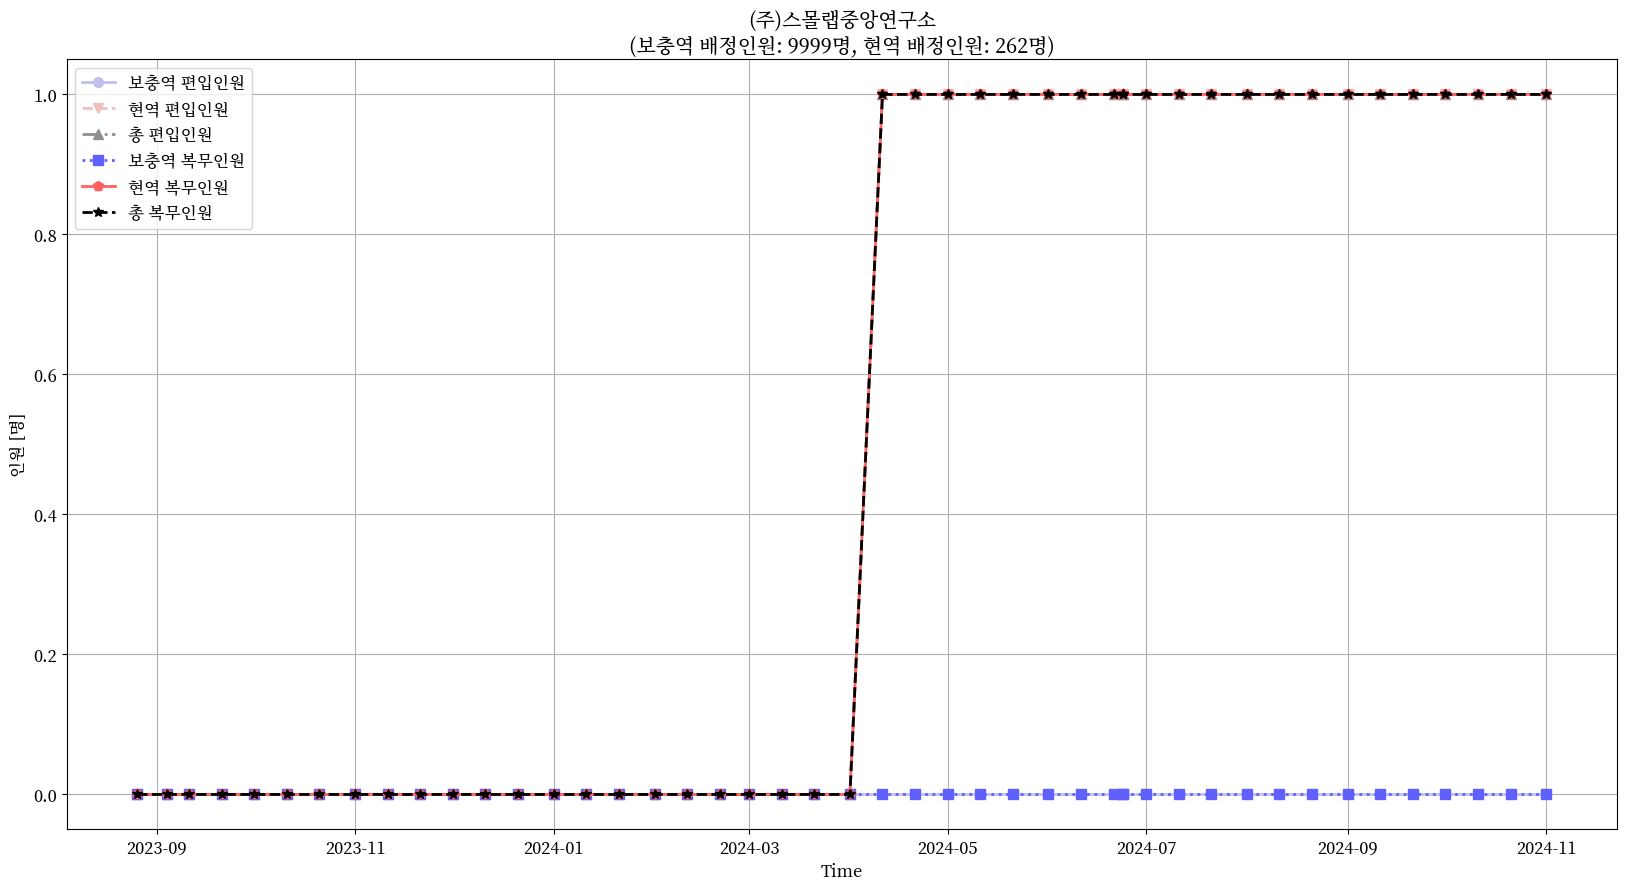 (주)스몰랩중앙연구소
(보충역 배정인원: 9999명, 현역 배정인원: 262명)
보충역 편입인원
현역 편입인원
총 편입인원
보충역 복무인원
현역 복무인원
총 복무인원
1.0
0.8
0.6
0.4
0.2
0.0
인원 [명]
2023-09
2023-11
2024-01
2024-03
2024-05
2024-07
2024-09
2024-11
Time